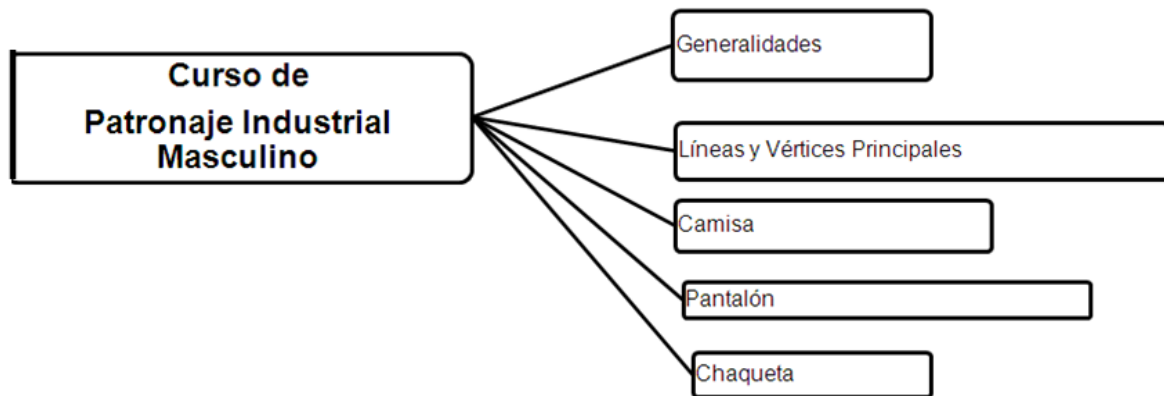 Curso de
Patronaje Industrial
Masculino
Generalidades
Líneas y Vértices Principales
Camisa
Pantalón
Chaqueta